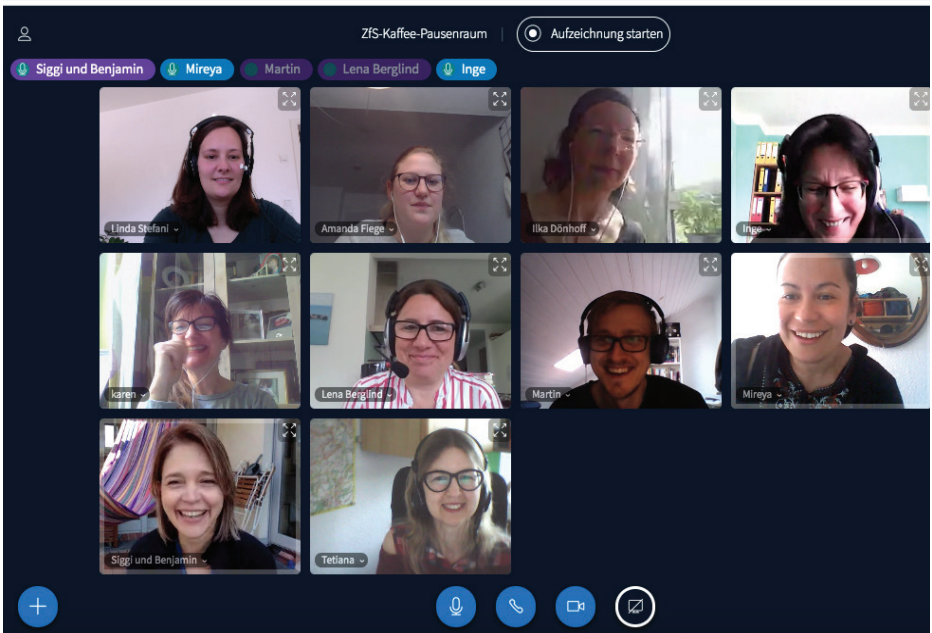 ZfS-Kaffee-Pausenraum | Aufzeichnung starten
Siggi und Benjamin Mireya Martin Lena Berglind Inge
Linda Stefani Amanda Fiege Ilka Dönhoff Inge
karen Lena Berglind Martin Mireya
Siggi und Benjamin Tetiana